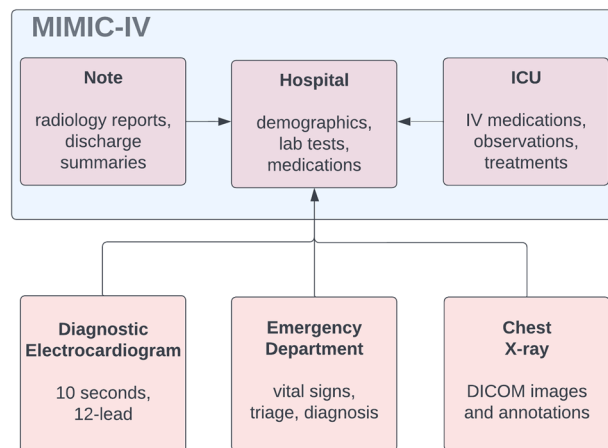 MIMIC-IV
Note
radiology reports,
discharge
summaries
Hospital
demographics,
lab tests,
medications
ICU
IV medications,
observations,
treatments
Diagnostic
Electrocardiogram
10 seconds,
12-lead
Emergency
Department
vital signs,
triage, diagnosis
Chest
X-ray
DICOM images
and annotations